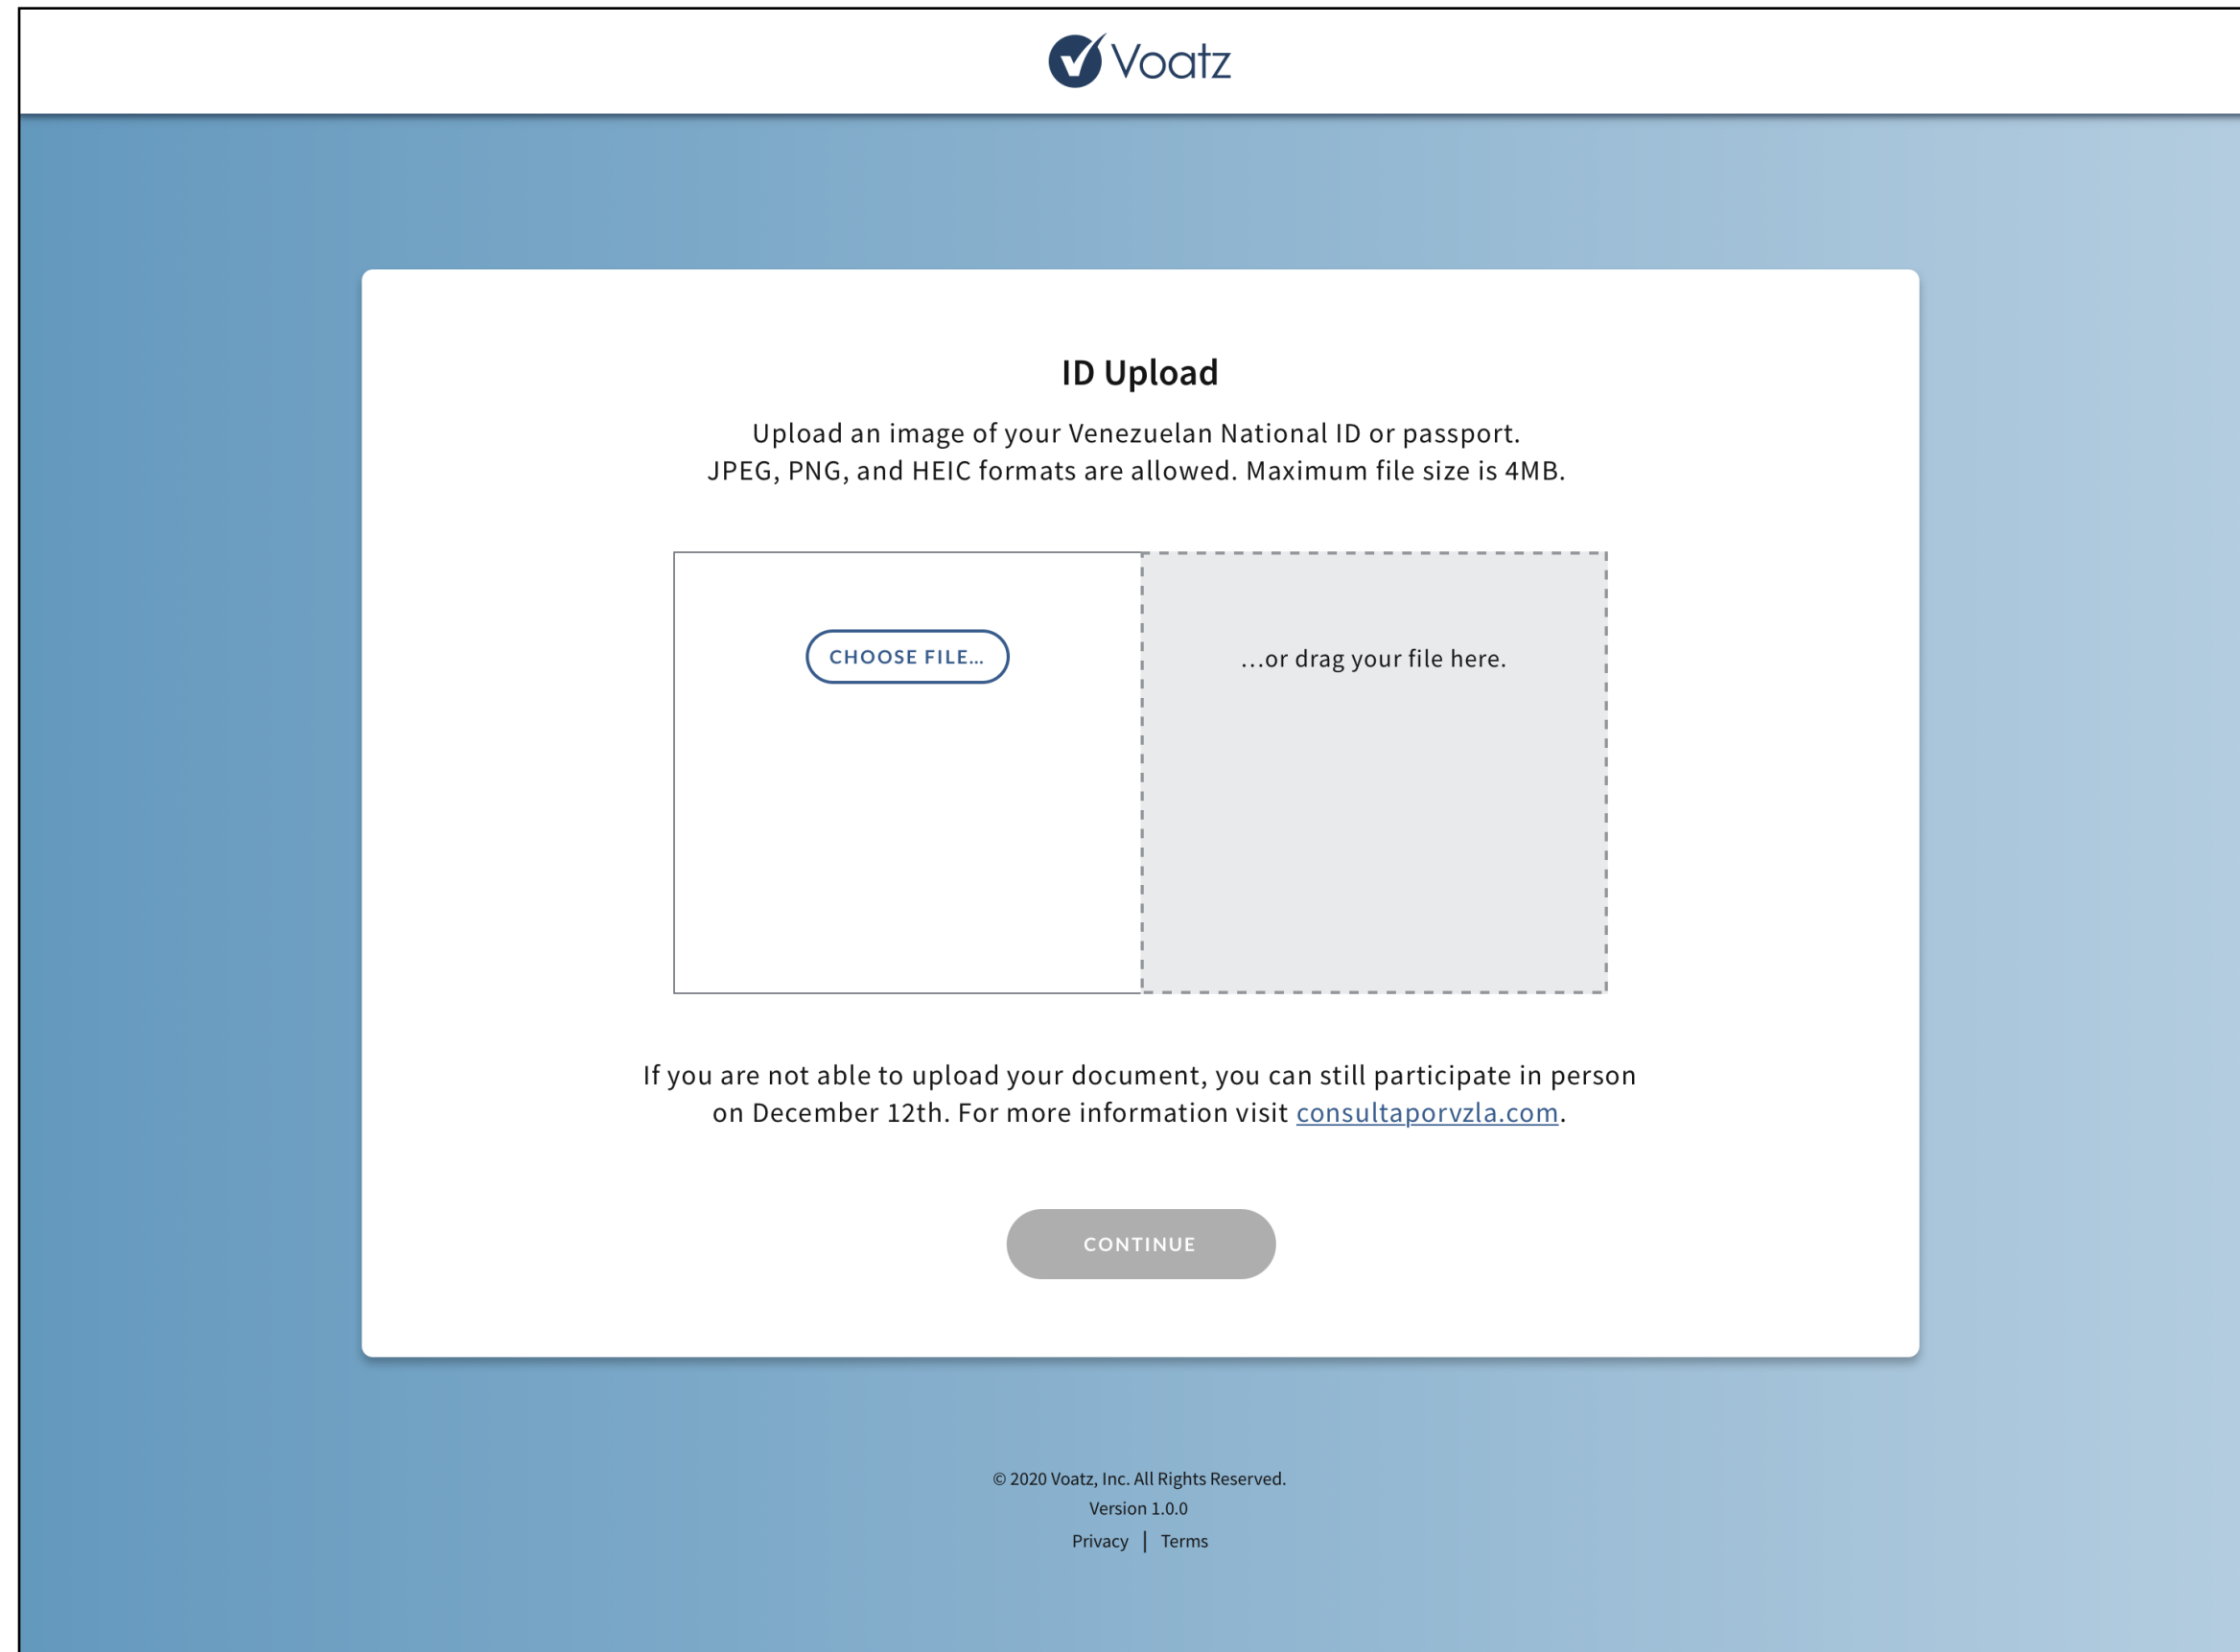 Voatz
ID Upload
Upload an image of your Venezuelan National ID or passport.
JPEG, PNG, and HEIC formats are allowed. Maximum file size is 4MB.
CHOOSE FILE...
...or drag your file here.
If you are not able to upload your document, you can still participate in person
on December 12th. For more information visit consultaporvzla.com.
CONTINUE
© 2020 Voatz, Inc. All Rights Reserved.
Version 1.0.0
Privacy | Terms